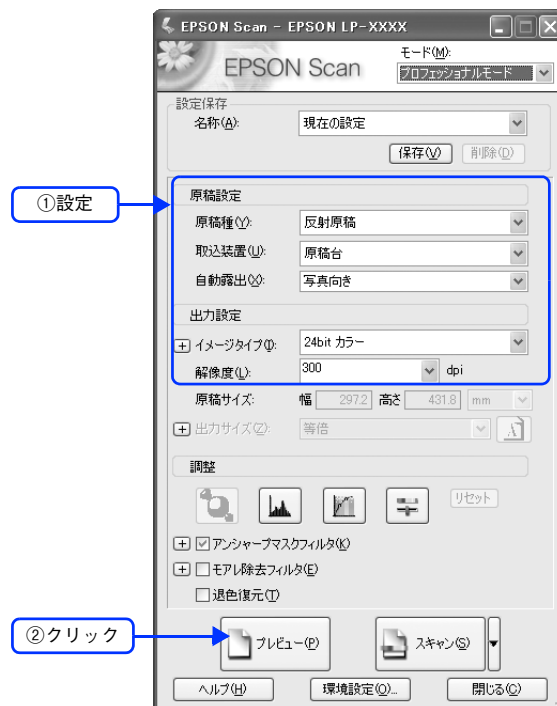 EPSON Scan - EPSON LP-XXXX
EPSON Scan
モード(M):
プロフェッショナルモード
設定保存
名称(A):
現在の設定
保存(V)
削除(D)
①設定
原稿設定
原稿種(Y):
反射原稿
取込装置(U):
原稿台
自動露出(X):
写真向き
出力設定
イメージタイプ(I):
24bit カラー
解像度(L):
300
dpi
原稿サイズ:
幅
297.2
高さ
431.8
mm
出力サイズ(Z):
等倍
調整
リセット
アンシャープマスクフィルタ(K)
モアレ除去フィルタ(E)
退色復元(T)
②クリック
プレビュー(P)
スキャン(S)
ヘルプ(H)
環境設定(O)...
閉じる(C)